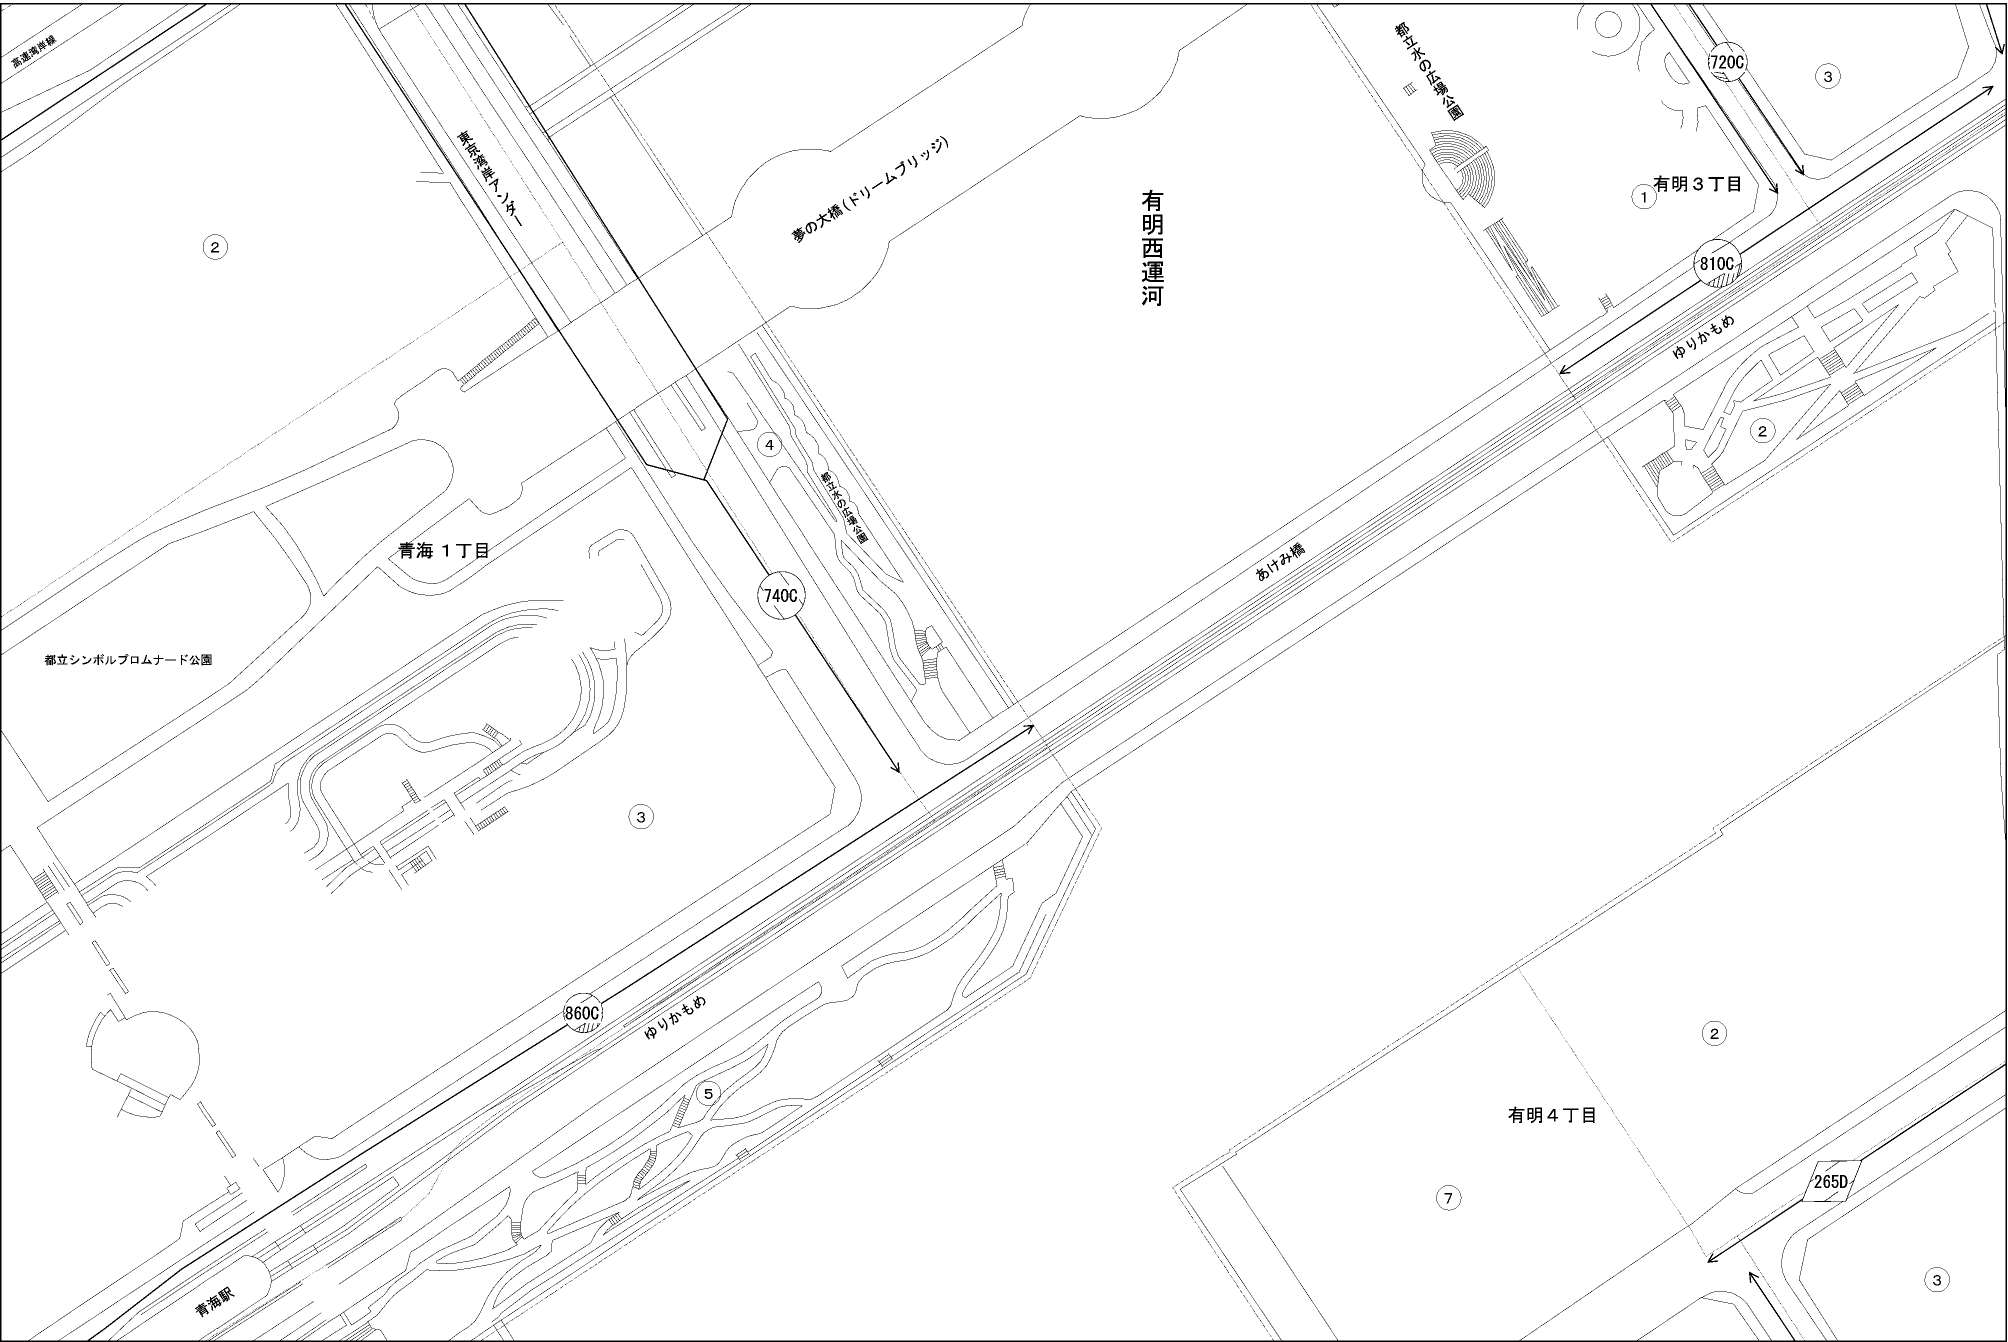 高速湾岸線
都立水の広場公園
720C
3
東京湾岸アンダー
2
夢の大橋(ドリームブリッジ)
有明西運河
1
有明３丁目
810C
ゆりかもめ
4
2
都立水の広場公園
青海１丁目
740C
あけみ橋
都立シンボルプロムナード公園
3
860C
ゆりかもめ
2
5
有明４丁目
265D
7
青海駅
3